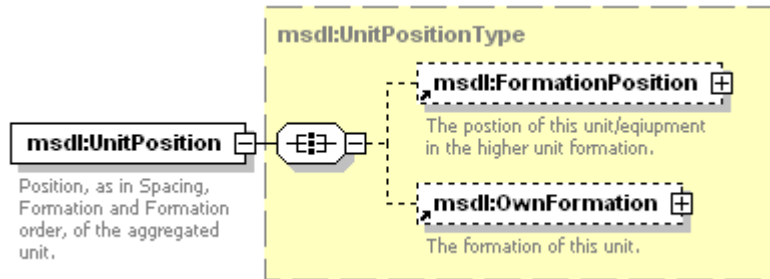 msdl:UnitPositionType
msdl:FormationPosition
The postion of this unit/eqiupment
in the higher unit formation.
msdl:UnitPosition
Position, as in Spacing,
Formation and Formation
order, of the aggregated
unit.
msdl:OwnFormation
The formation of this unit.